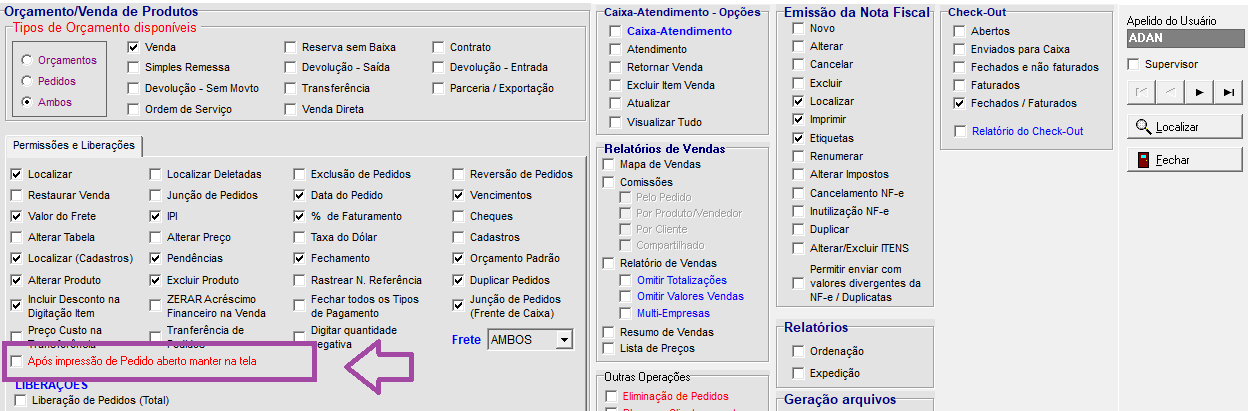 Orçamento/Venda de Produtos
Tipos de Orçamento disponíveis
Orçamentos
Pedidos
Ambos
Venda
Reserva sem Baixa
Contrato
Simples Remessa
Devolução - Saída
Devolução - Entrada
Devolução - Sem Movto
Transferência
Parceria / Exportação
Ordem de Serviço
Venda Direta
Permissões e Liberações
Localizar
Localizar Deletadas
Exclusão de Pedidos
Reversão de Pedidos
Restaurar Venda
Junção de Pedidos
Data do Pedido
Vencimentos
Valor do Frete
IPI
% de Faturamento
Cheques
Alterar Tabela
Alterar Preço
Taxa do Dólar
Cadastros
Localizar (Cadastros)
Pendências
Fechamento
Orçamento Padrão
Alterar Produto
Excluir Produto
Rastrear N. Referência
Duplicar Pedidos
Incluir Desconto na
Digitação Item
ZERAR Acréscimo
Financeiro na Venda
Fechar todos os Tipos
de Pagamento
Junção de Pedidos
(Frente de Caixa)
Preço Custo na
Transferência
Tranferência de
Pedidos
Digitar quantidade
negativa
Frete
AMBOS
Após impressão de Pedido aberto manter na tela
LIBERAÇÕES
Liberação de Pedidos (Total)
Caixa-Atendimento - Opções
Caixa-Atendimento
Atendimento
Retornar Venda
Excluir Item Venda
Atualizar
Visualizar Tudo
Relatórios de Vendas
Mapa de Vendas
Comissões
Pelo Pedido
Por Produto/Vendedor
Por Cliente
Compartilhado
Relatório de Vendas
Omitir Totalizações
Omitir Valores Vendas
Multi-Empresas
Resumo de Vendas
Lista de Preços
Outras Operações
Eliminação de Pedidos
Emissão da Nota Fiscal
Novo
Alterar
Cancelar
Excluir
Localizar
Imprimir
Etiquetas
Renumerar
Alterar Impostos
Cancelamento NF-e
Inutilização NF-e
Duplicar
Alterar/Excluir ITENS
Permitir enviar com
valores divergentes da
NF-e / Duplicatas
Relatórios
Ordenação
Expedição
Geração arquivos
Check-Out
Abertos
Enviados para Caixa
Fechados e não faturados
Faturados
Fechados / Faturados
Relatório do Check-Out
Apelido do Usuário
ADAN
Supervisor
Localizar
Fechar